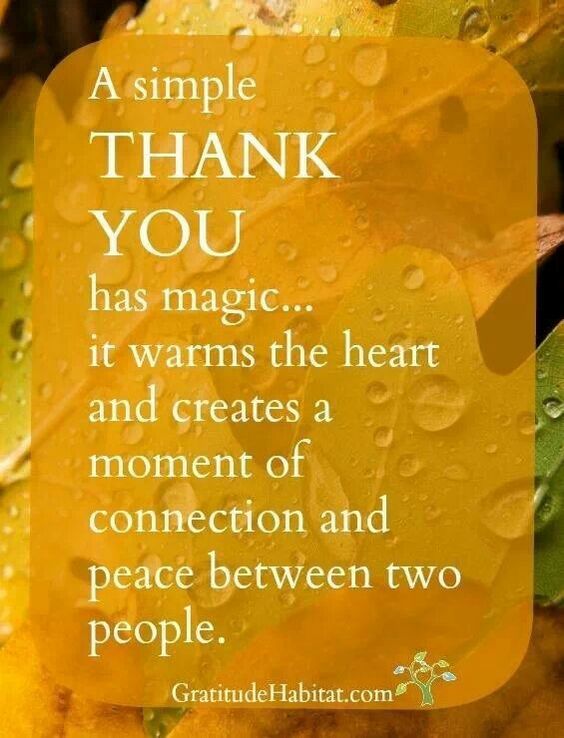 A simple
THANK
YOU
has magic...
it warms the heart
and creates a
moment of
connection and
peace between two
people.
GratitudeHabitat.com